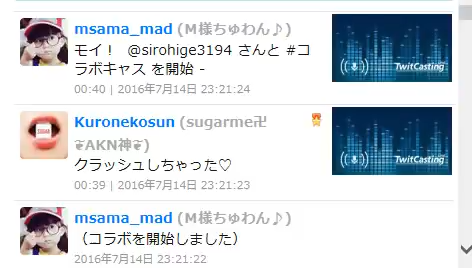 msama_mad (M様ちゅわん♪)
モイ！ @sirohige3194 さんと #コ
ラボキャス を開始 -
00:40 | 2016年7月14日 23:21:24
TwitCasting
Kuronekosun (sugarme卍
❦AKN神❦)
クラッシュしちゃった♡
00:39 | 2016年7月14日 23:21:23
TwitCasting
msama_mad (M様ちゅわん♪)
（コラボを開始しました）
2016年7月14日 23:21:22